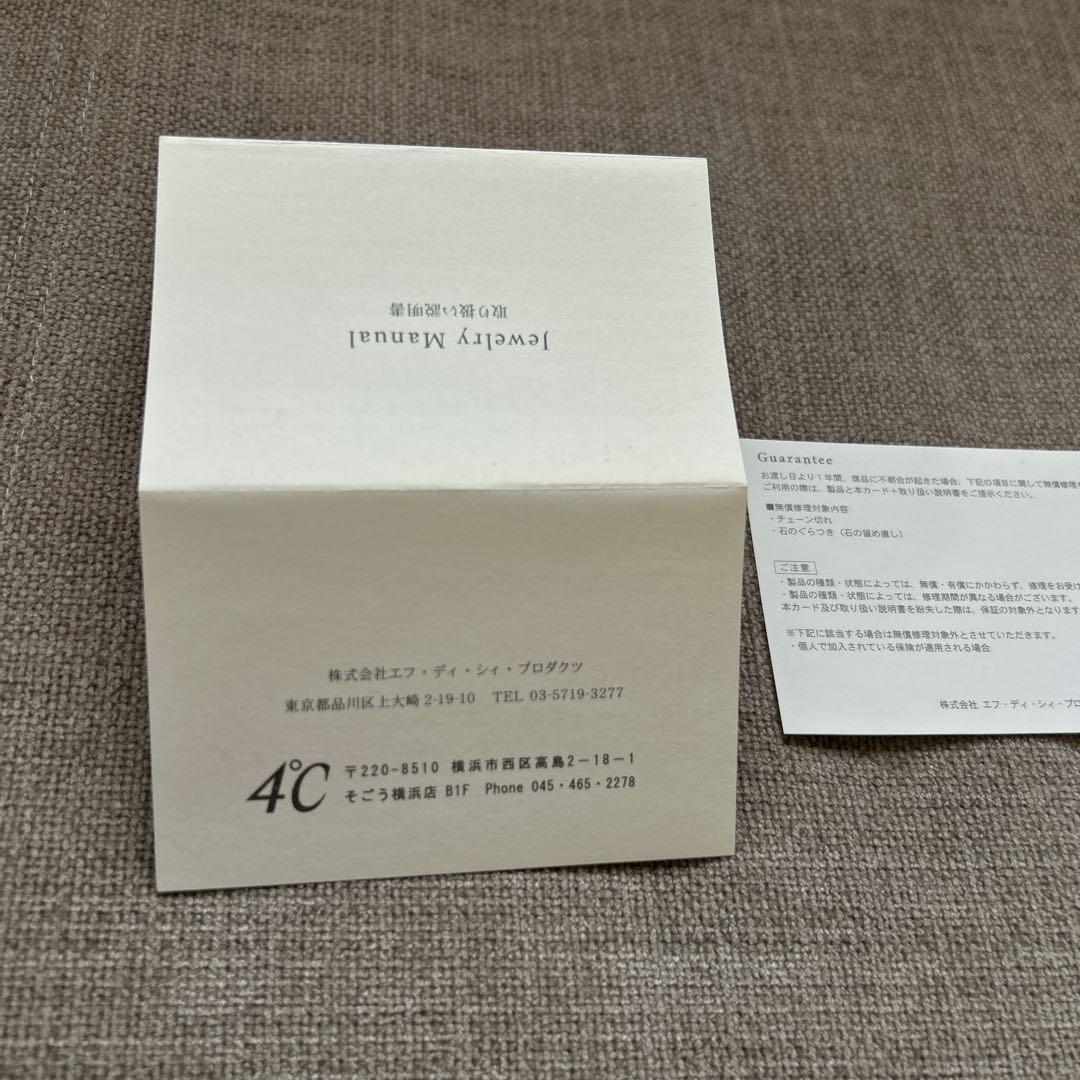 Jewelry Manual
取り扱い説明書
株式会社エフ・ディ・シィ・プロダクツ
東京都品川区上大崎 2-19-10 TEL 03-5719-3277
4℃
〒220-8510 横浜市西区高島2-18-1
そごう横浜店 B1F Phone 045・465・2278
Guarantee
お渡し日より1年間、商品に不都合が起きた場合、下記の項目に関して無償修理を
ご利用の際は、製品と本カード+取り扱い説明書をご提示ください。
■無償修理対象内容
・チェーン切れ
・石のぐらつき（石の留め直し）
ご注意
・製品の種類・状態によっては、無償・有償にかかわらず、修理をお受け
・製品の種類・状態によっては、修理期間が異なる場合がございます。
本カード及び取り扱い説明書を紛失した際は、保証の対象外となります
※下記に該当する場合は無償修理対象外とさせていただきます。
・個人で加入されている保険が適用される場合
株式会社 エフ・ディ・シィ・プロ